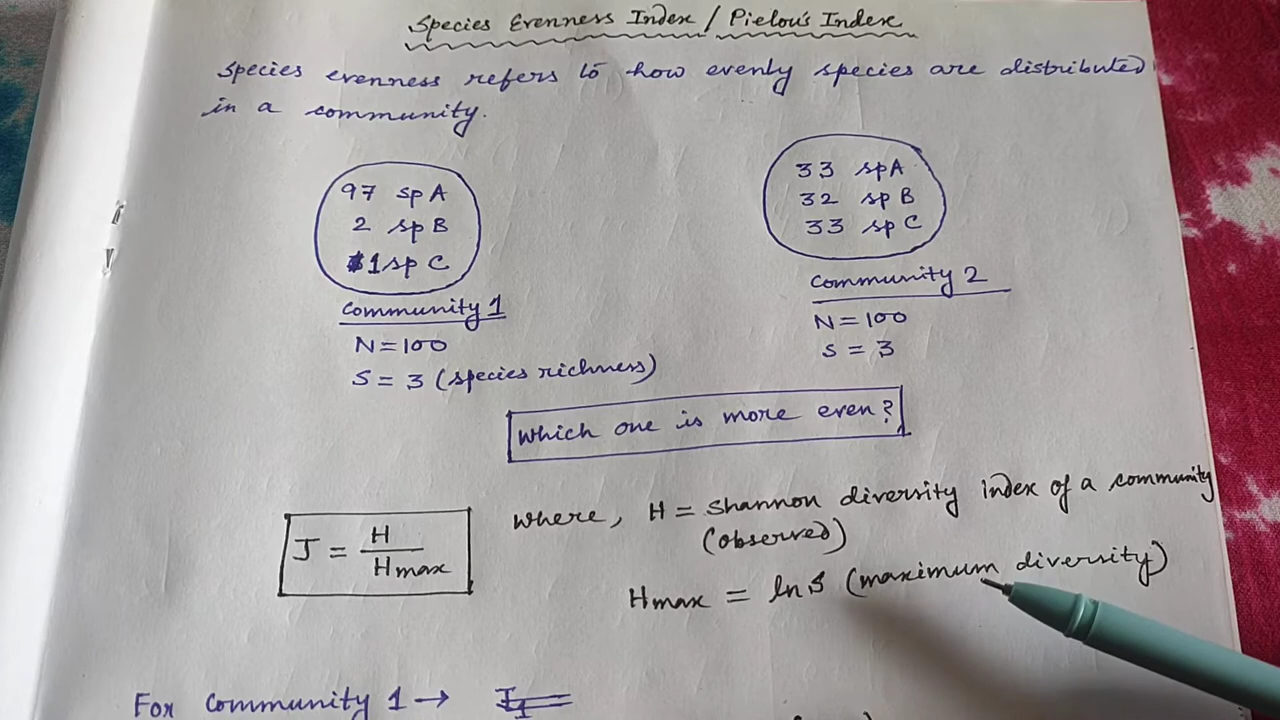 Species Evenness Index / Pielou's Index
Species evenness refers to how evenly species are distributed
in a community.
97 sp A
2 sp B
1 sp C
Community 1
N = 100
S = 3 (species richness)
33 sp A
32 sp B
33 sp C
Community 2
N = 100
S = 3
Which one is more even?
J = H / Hmax
where, H = Shannon diversity index of a community
(observed)
Hmax = ln S (maximum diversity)
For Community 1 →